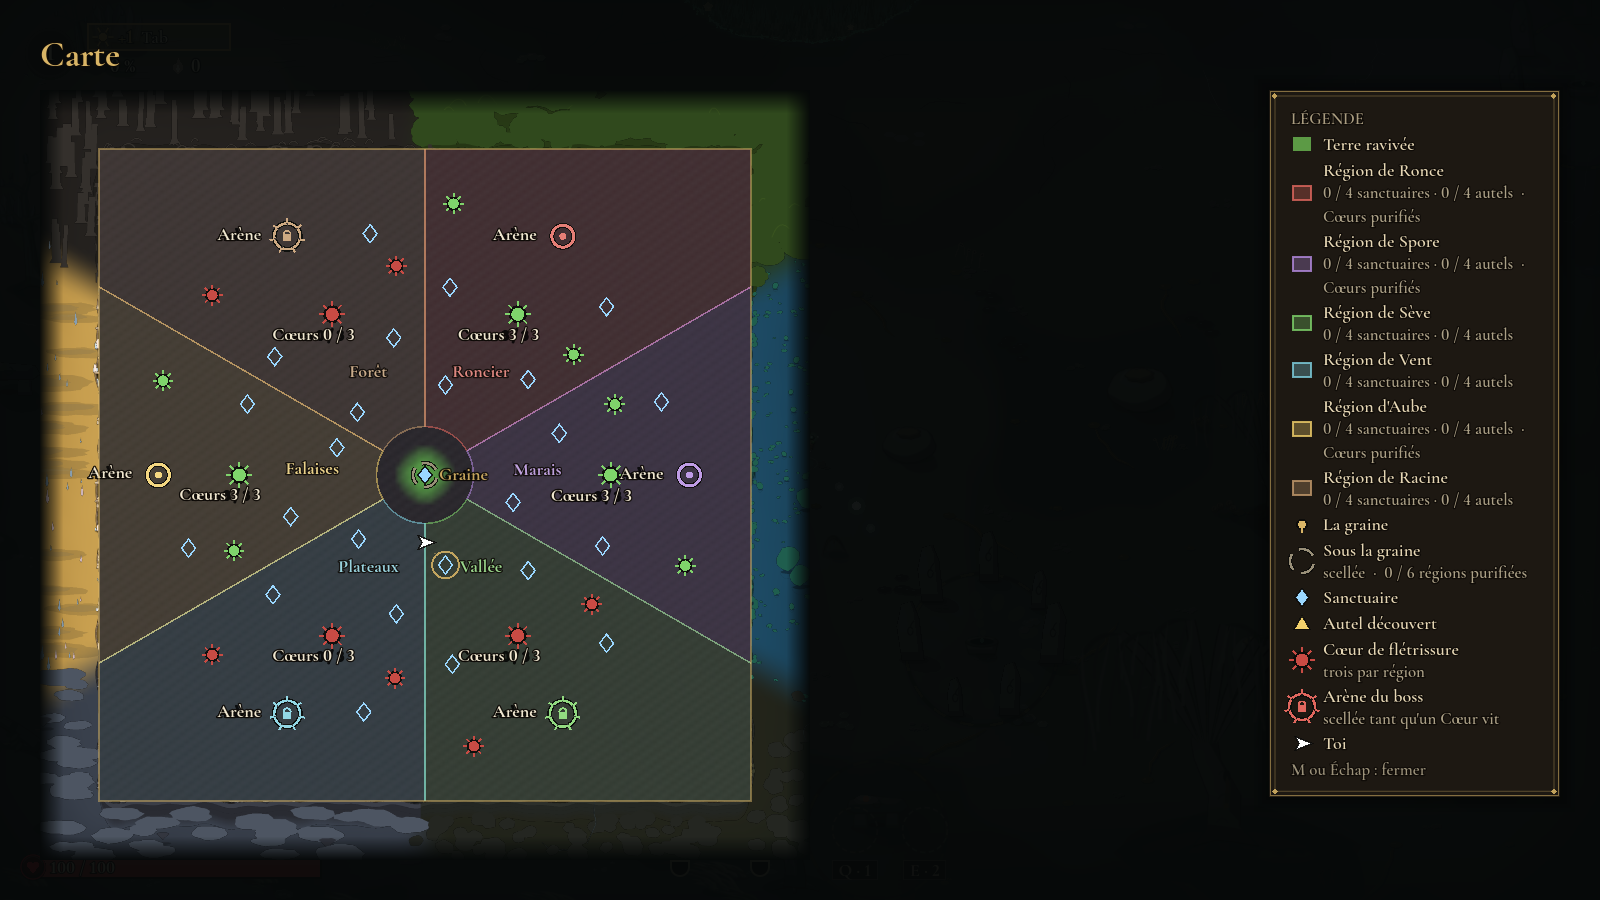 Carte
Arène
Arène
Cœurs 0 / 3
Cœurs 3 / 3
Forêt
Roncier
Falaises
Graine
Marais
Arène
Arène
Cœurs 3 / 3
Cœurs 3 / 3
Plateaux
Vallée
Cœurs 0 / 3
Cœurs 0 / 3
Arène
Arène
LÉGENDE
Terre ravivée
Région de Ronce
0 / 4 sanctuaires · 0 / 4 autels ·
Cœurs purifiés
Région de Spore
0 / 4 sanctuaires · 0 / 4 autels ·
Cœurs purifiés
Région de Sève
0 / 4 sanctuaires · 0 / 4 autels
Région de Vent
0 / 4 sanctuaires · 0 / 4 autels
Région d'Aube
0 / 4 sanctuaires · 0 / 4 autels ·
Cœurs purifiés
Région de Racine
0 / 4 sanctuaires · 0 / 4 autels
La graine
Sous la graine
scellée · 0 / 6 régions purifiées
Sanctuaire
Autel découvert
Cœur de flétrissure
trois par région
Arène du boss
scellée tant qu'un Cœur vit
Toi
M ou Échap : fermer
100 / 100